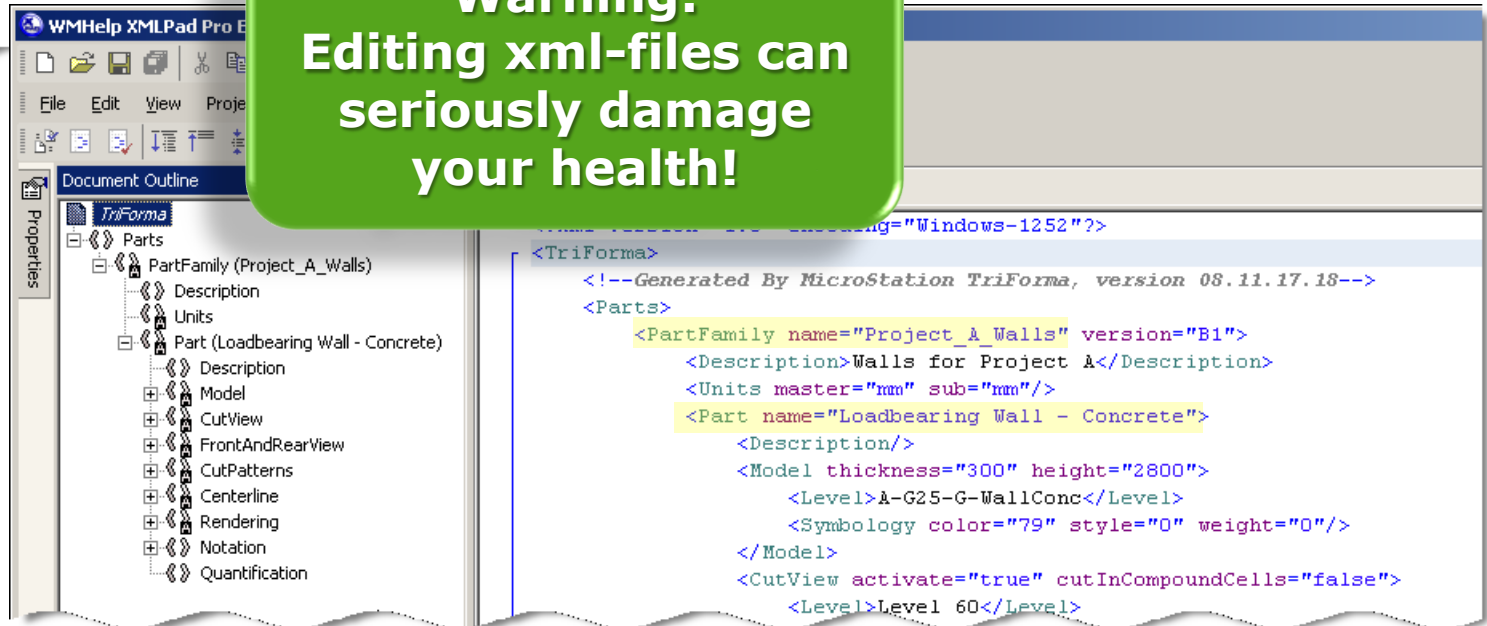 WMHelp XMLPad Pro E
Warning:
Editing xml-files can
seriously damage
your health!
File Edit View Proje
Properties
Document Outline
TriForma
Parts
PartFamily (Project_A_Walls)
Description
Units
Part (Loadbearing Wall - Concrete)
Description
Model
CutView
FrontAndRearView
CutPatterns
Centerline
Rendering
Notation
Quantification
encoding="Windows-1252"?>
<TriForma>
<!--Generated By MicroStation TriForma, version 08.11.17.18-->
<Parts>
<PartFamily name="Project_A_Walls" version="B1">
<Description>Walls for Project A</Description>
<Units master="mm" sub="mm"/>
<Part name="Loadbearing Wall - Concrete">
<Description/>
<Model thickness="300" height="2800">
<Level>A-G25-G-WallConc</Level>
<Symbology color="79" style="0" weight="0"/>
</Model>
<CutView activate="true" cutInCompoundCells="false">
<Level>Level 60</Level>